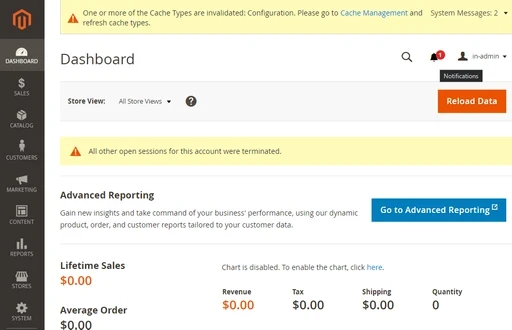 One or more of the Cache Types are invalidated: Configuration. Please go to Cache Management and
refresh cache types.
System Messages: 2
Dashboard
1
in-admin
Notifications
DASHBOARD
SALES
CATALOG
CUSTOMERS
MARKETING
CONTENT
REPORTS
STORES
SYSTEM
Store View:
All Store Views
?
Reload Data
All other open sessions for this account were terminated.
Advanced Reporting
Gain new insights and take command of your business' performance, using our dynamic
product, order, and customer reports tailored to your customer data.
Go to Advanced Reporting
Lifetime Sales
$0.00
Chart is disabled. To enable the chart, click here.
Revenue
$0.00
Tax
$0.00
Shipping
$0.00
Quantity
0
Average Order
$0.00